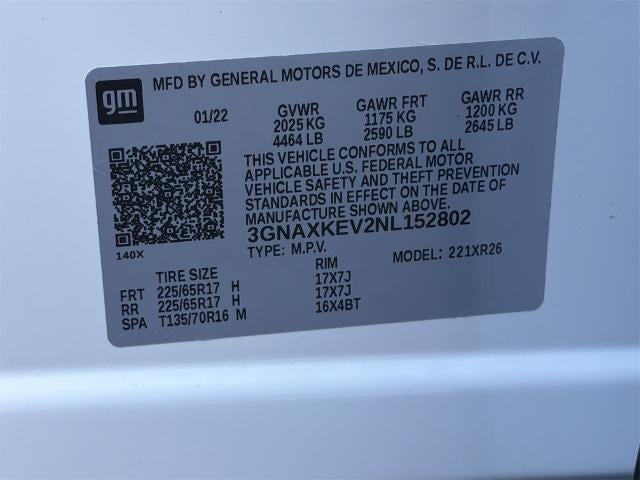 gm
MFD BY GENERAL MOTORS DE MEXICO, S. DE R.L. DE C.V.
01/22 GVWR GAWR FRT GAWR RR
2025 KG 1175 KG 1200 KG
4464 LB 2590 LB 2645 LB
THIS VEHICLE CONFORMS TO ALL
APPLICABLE U.S. FEDERAL MOTOR
VEHICLE SAFETY AND THEFT PREVENTION
STANDARDS IN EFFECT ON THE DATE OF
MANUFACTURE SHOWN ABOVE.
3GNAXKEV2NL152802
140X TYPE: M.P.V. MODEL: 221XR26
TIRE SIZE RIM
FRT 225/65R17 H 17X7J
RR 225/65R17 H 17X7J
SPA T135/70R16 M 16X4BT